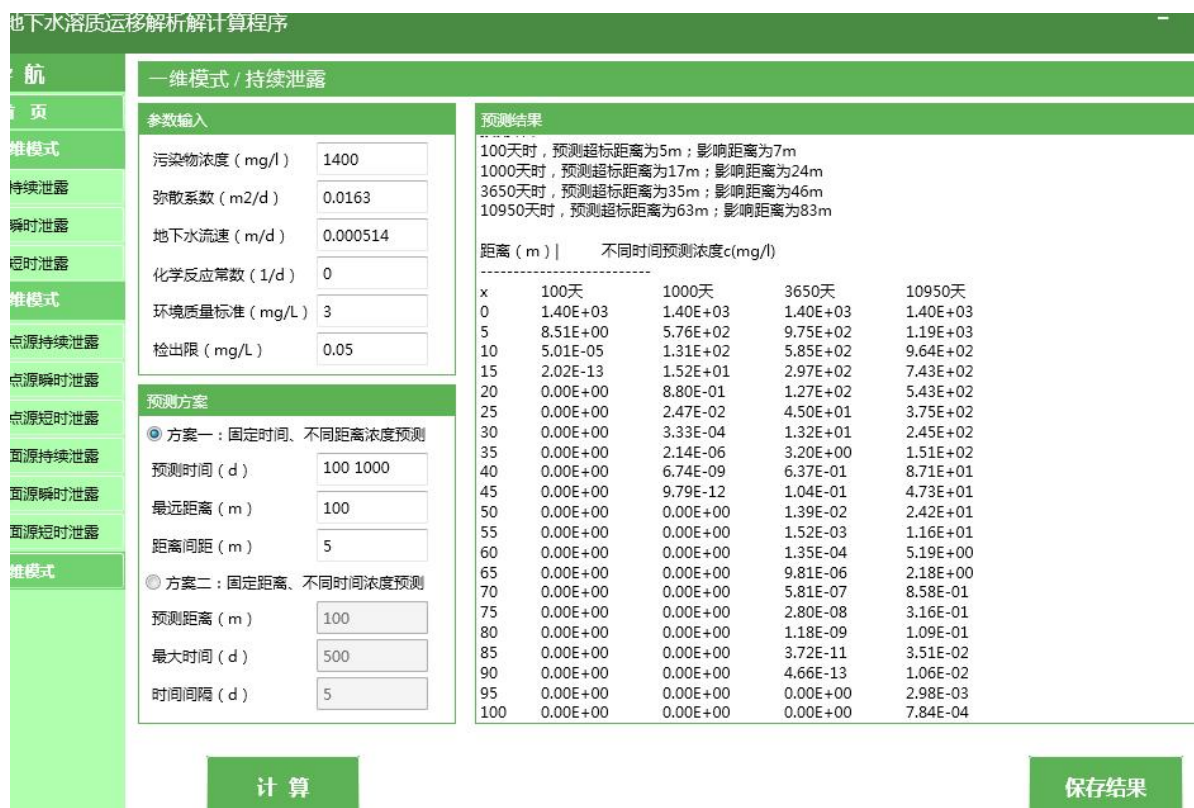 地下水溶质运移解析解计算程序
航
页
维模式
持续泄露
瞬时泄露
短时泄露
维模式
点源持续泄露
点源瞬时泄露
点源短时泄露
面源持续泄露
面源瞬时泄露
面源短时泄露
维模式
一维模式 / 持续泄露
参数输入
污染物浓度 ( mg/l ) 1400
弥散系数 ( m2/d ) 0.0163
地下水流速 ( m/d ) 0.000514
化学反应常数 ( 1/d ) 0
环境质量标准 ( mg/L ) 3
检出限 ( mg/L ) 0.05
预测方案
方案一：固定时间、不同距离浓度预测
预测时间 ( d ) 100 1000
最远距离 ( m ) 100
距离间距 ( m ) 5
方案二：固定距离、不同时间浓度预测
预测距离 ( m ) 100
最大时间 ( d ) 500
时间间隔 ( d ) 5
预测结果
100天时，预测超标距离为5m；影响距离为7m
1000天时，预测超标距离为17m；影响距离为24m
3650天时，预测超标距离为35m；影响距离为46m
10950天时，预测超标距离为63m；影响距离为83m
距离 ( m ) | 不同时间预测浓度c(mg/l)
--------------------------
x 100天 1000天 3650天 10950天
0 1.40E+03 1.40E+03 1.40E+03 1.40E+03
5 8.51E+00 5.76E+02 9.75E+02 1.19E+03
10 5.01E-05 1.31E+02 5.85E+02 9.64E+02
15 2.02E-13 1.52E+01 2.97E+02 7.43E+02
20 0.00E+00 8.80E-01 1.27E+02 5.43E+02
25 0.00E+00 2.47E-02 4.50E+01 3.75E+02
30 0.00E+00 3.33E-04 1.32E+01 2.45E+02
35 0.00E+00 2.14E-06 3.20E+00 1.51E+02
40 0.00E+00 6.74E-09 6.37E-01 8.71E+01
45 0.00E+00 9.79E-12 1.04E-01 4.73E+01
50 0.00E+00 0.00E+00 1.39E-02 2.42E+01
55 0.00E+00 0.00E+00 1.52E-03 1.16E+01
60 0.00E+00 0.00E+00 1.35E-04 5.19E+00
65 0.00E+00 0.00E+00 9.81E-06 2.18E+00
70 0.00E+00 0.00E+00 5.81E-07 8.58E-01
75 0.00E+00 0.00E+00 2.80E-08 3.16E-01
80 0.00E+00 0.00E+00 1.18E-09 1.09E-01
85 0.00E+00 0.00E+00 3.72E-11 3.51E-02
90 0.00E+00 0.00E+00 4.66E-13 1.06E-02
95 0.00E+00 0.00E+00 0.00E+00 2.98E-03
100 0.00E+00 0.00E+00 0.00E+00 7.84E-04
计 算
保存结果